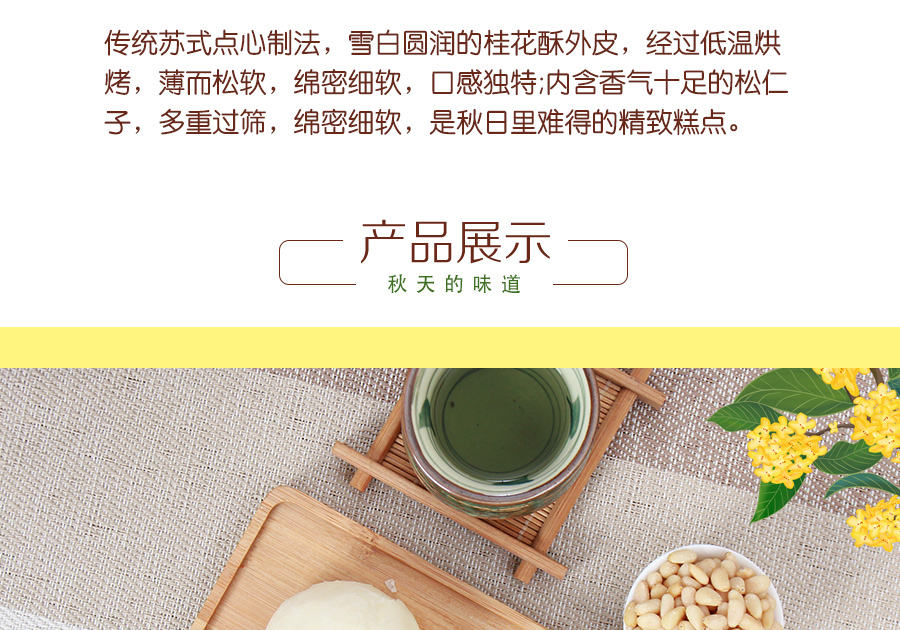 传统苏式点心制法，雪白圆润的桂花酥外皮，经过低温烘
烤，薄而松软，绵密细软，口感独特;内含香气十足的松仁
子，多重过筛，绵密细软，是秋日里难得的精致糕点。
产品展示
秋天的味道